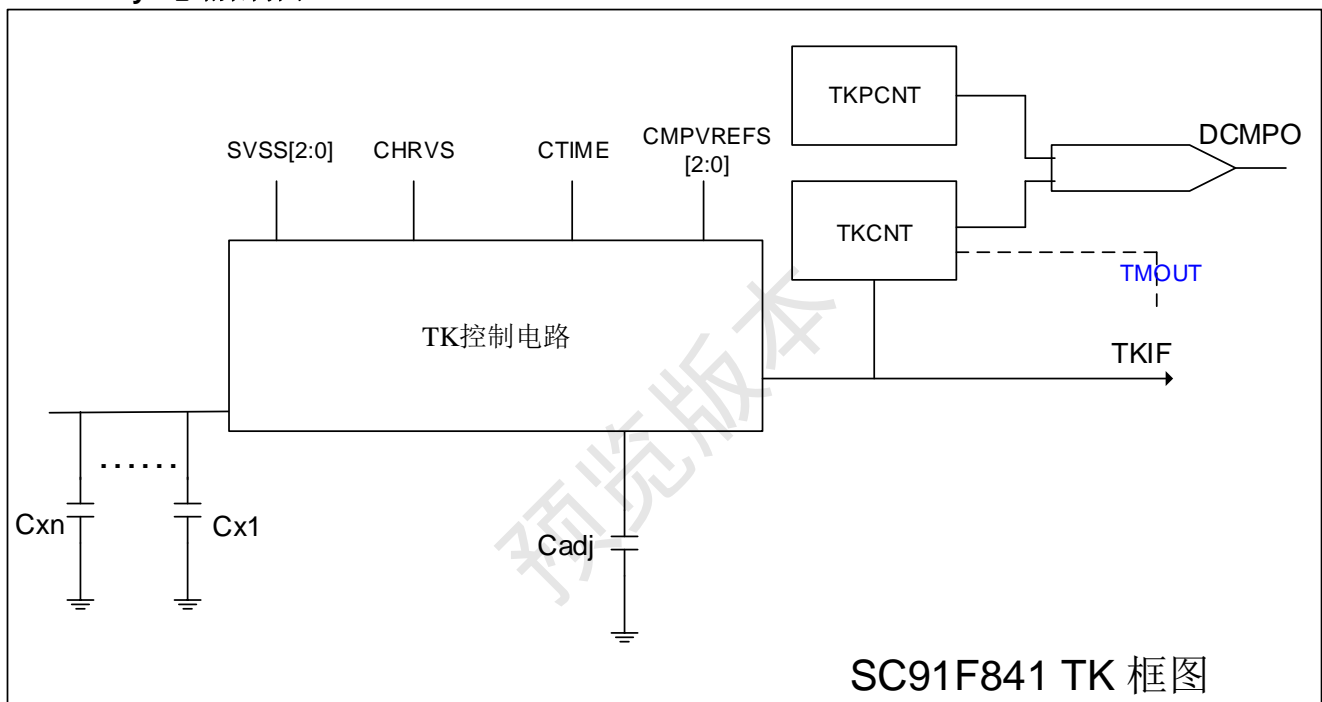 TKPCNT
DCMPO
SVSS[2:0]
CHRVS
CTIME
CMPVREFS
[2:0]
TKCNT
TMOUT
TK控制电路
TKIF
......
Cxn
Cx1
Cadj
预览版本
SC91F841 TK 框图